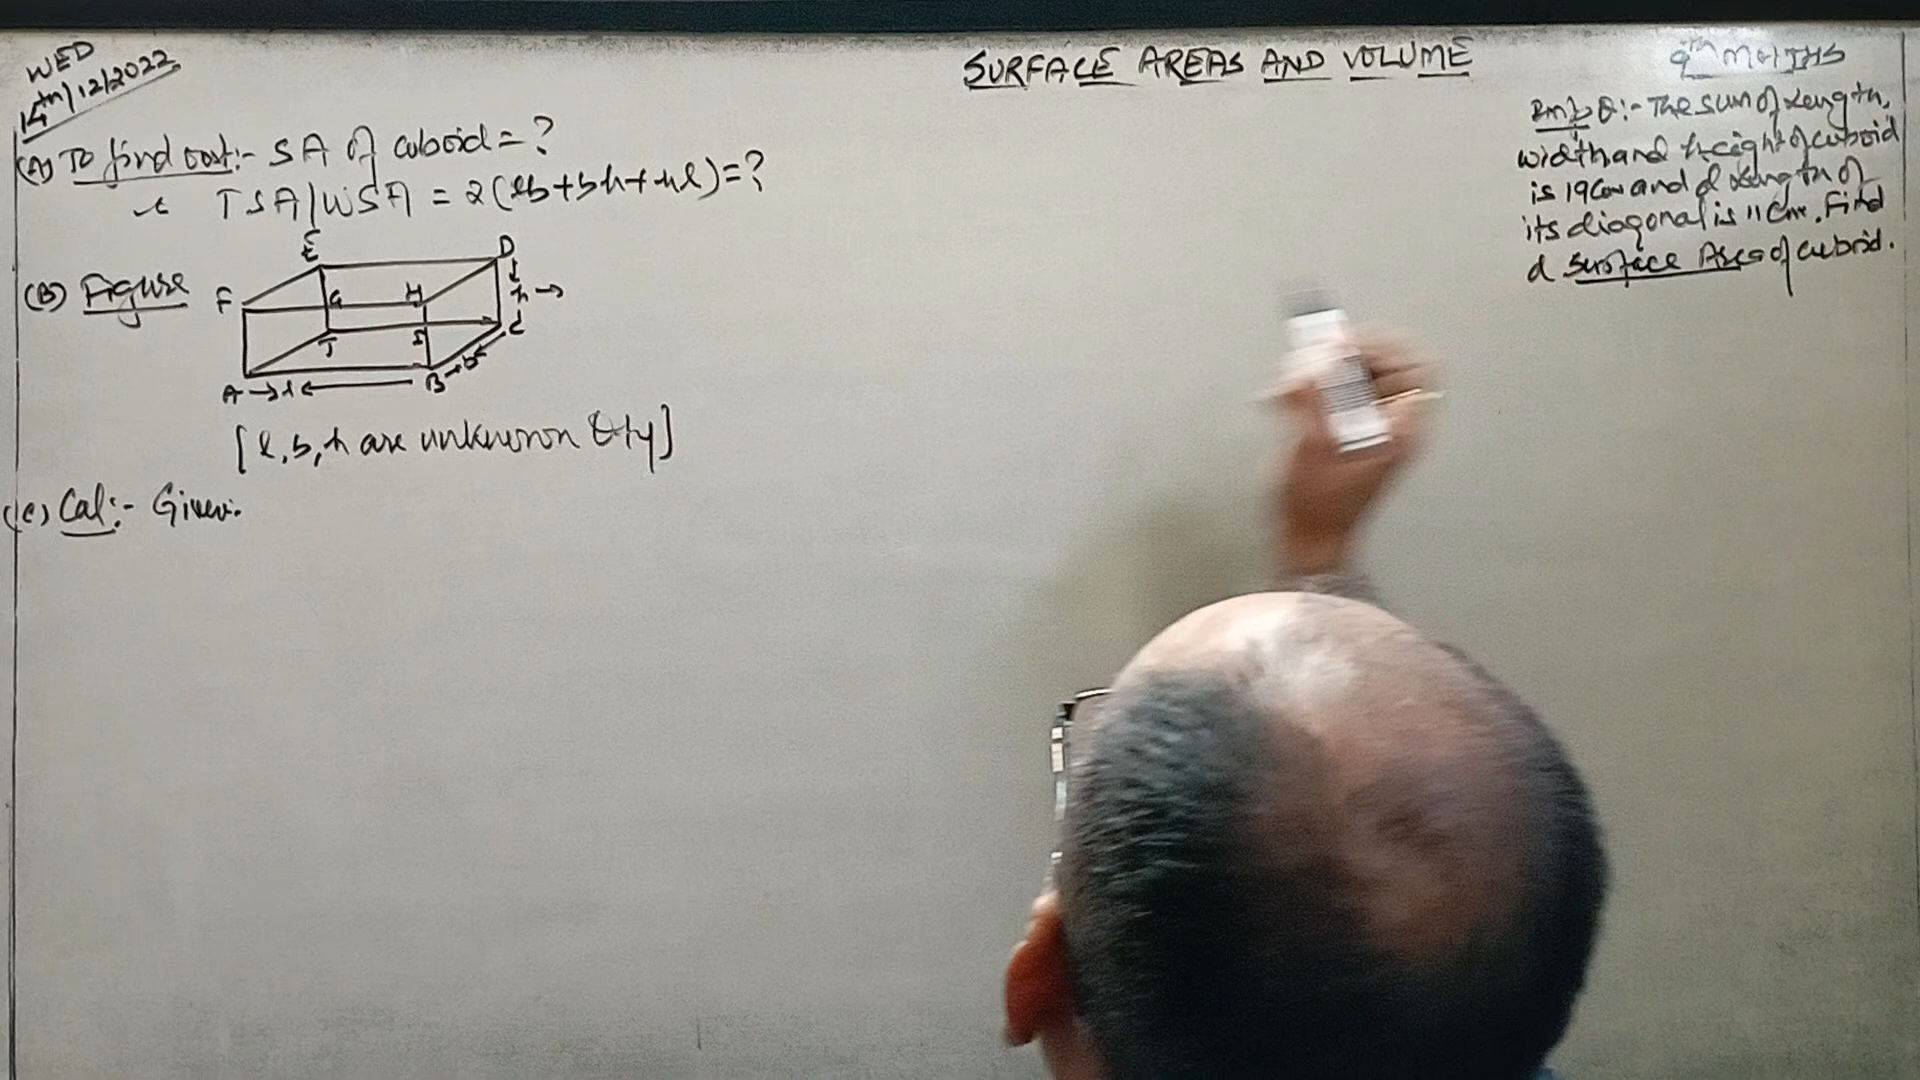 WED
14th/12/2022
SURFACE AREAS AND VOLUME
9th MATHS
(A) To find out:- SA of cuboid = ?
TSA/WSA = 2(lb+bh+hl)=?
(B) Figure
E
D
F
G
H
h
J
I
C
A
l
B
b
[l, b, h are unknown Qty]
(C) Cal:- Given:
Imp Q:- The sum of length,
width and height of cuboid
is 19cm and d length of
its diagonal is 11 cm. Find
d Surface Area of cuboid.